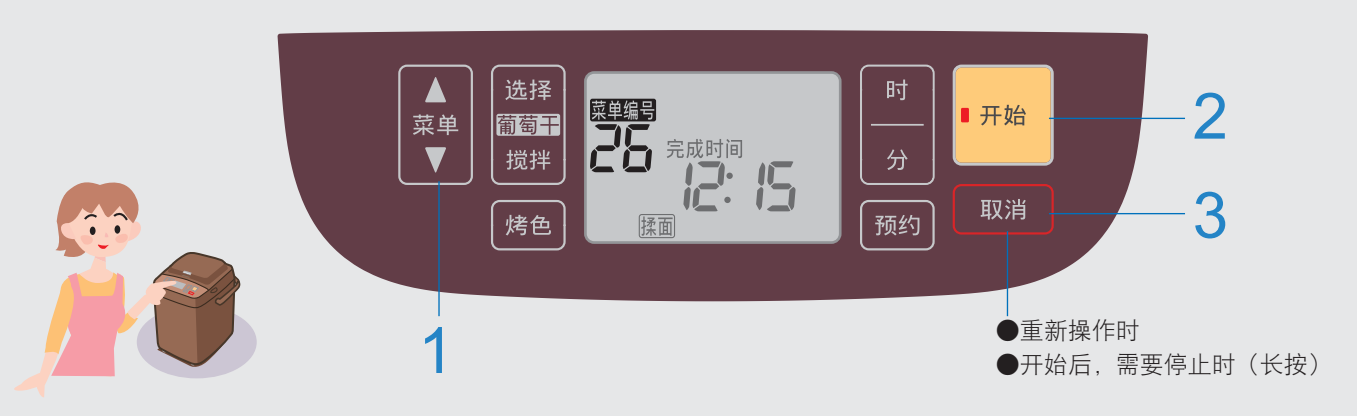 ▲
菜单
▼
选择
葡萄干
搅拌
烤色
菜单编号
26
完成时间
12:15
揉面
时
分
预约
开始
取消
1
2
3
●重新操作时
●开始后，需要停止时（长按）